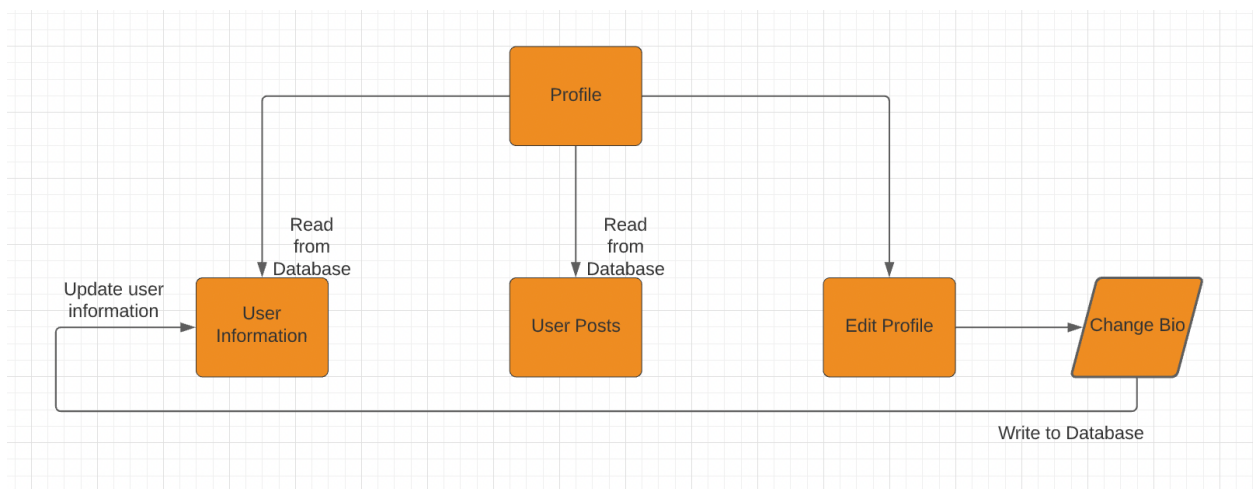 Profile
Read
from
Database
Read
from
Database
Update user
information
User
Information
User Posts
Edit Profile
Change Bio
Write to Database